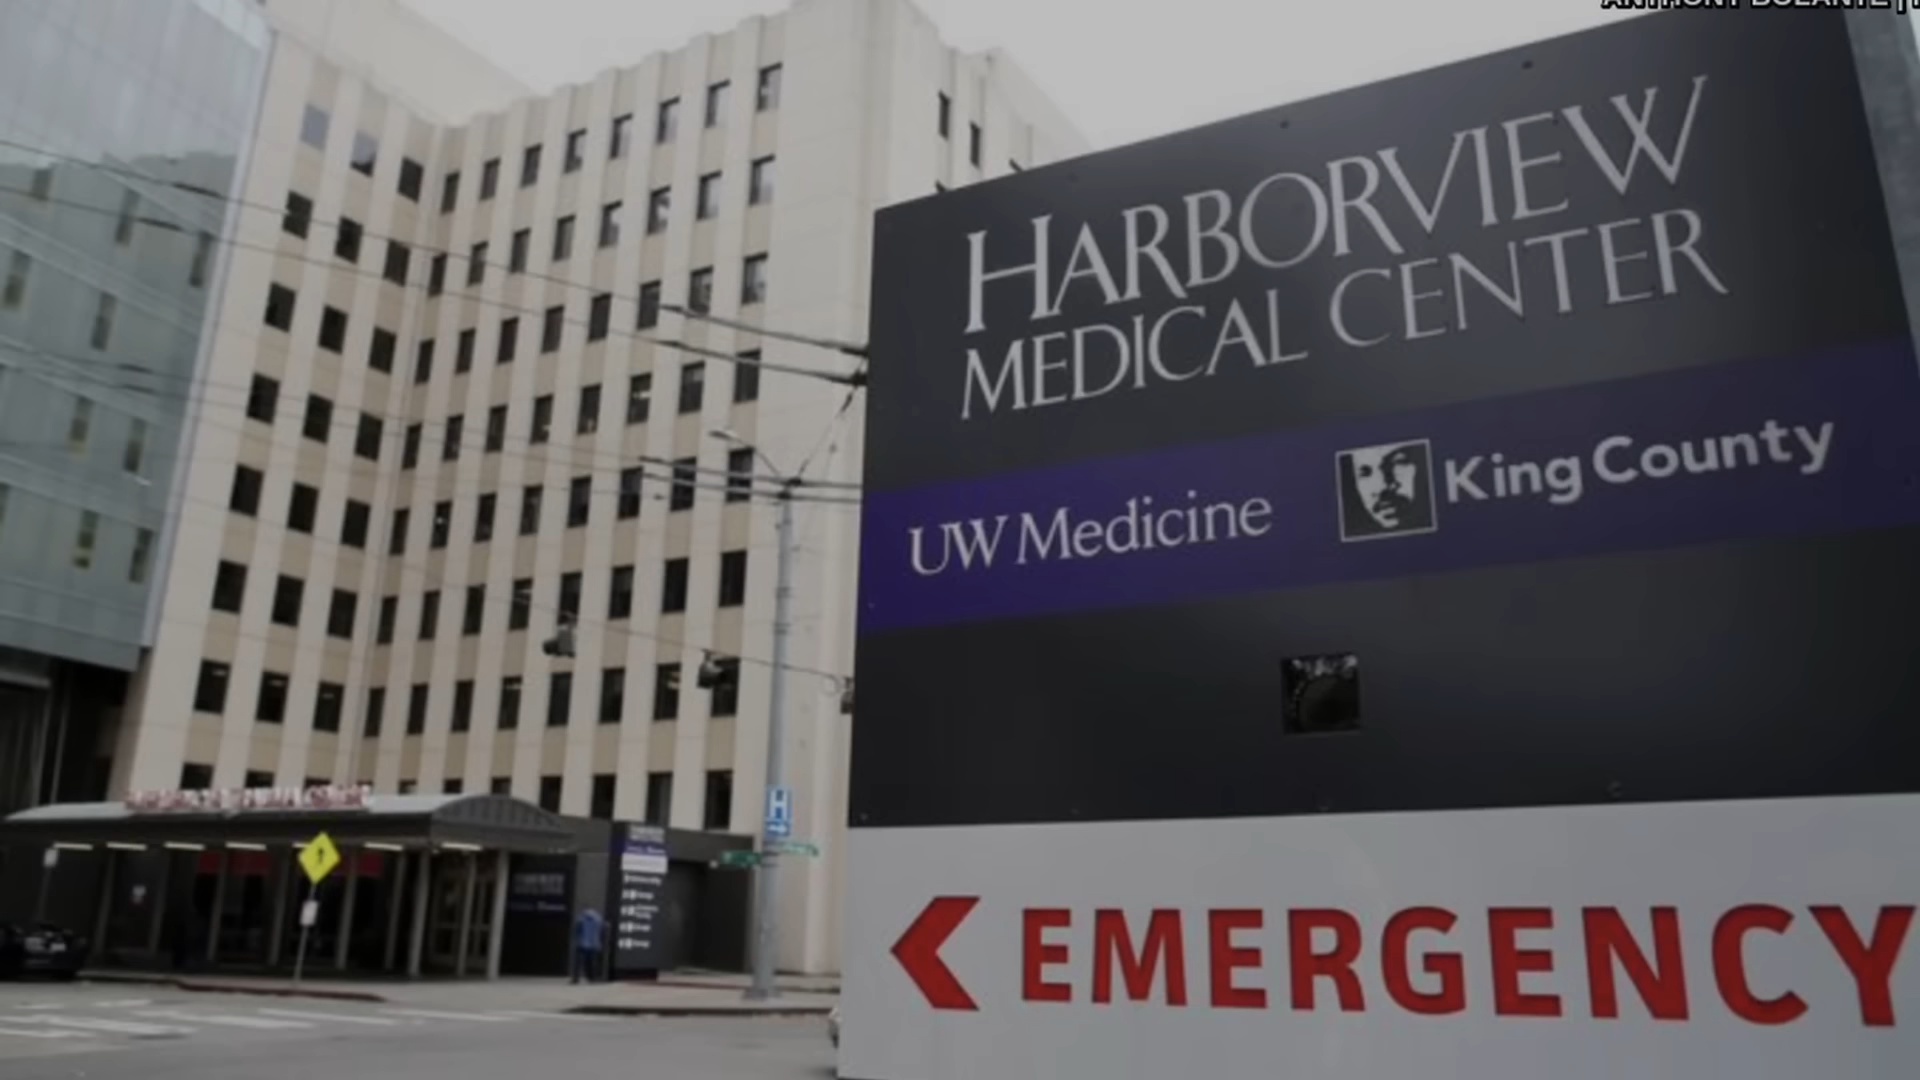 HARBORVIEW
MEDICAL CENTER
UW Medicine
King County
EMERGENCY
H